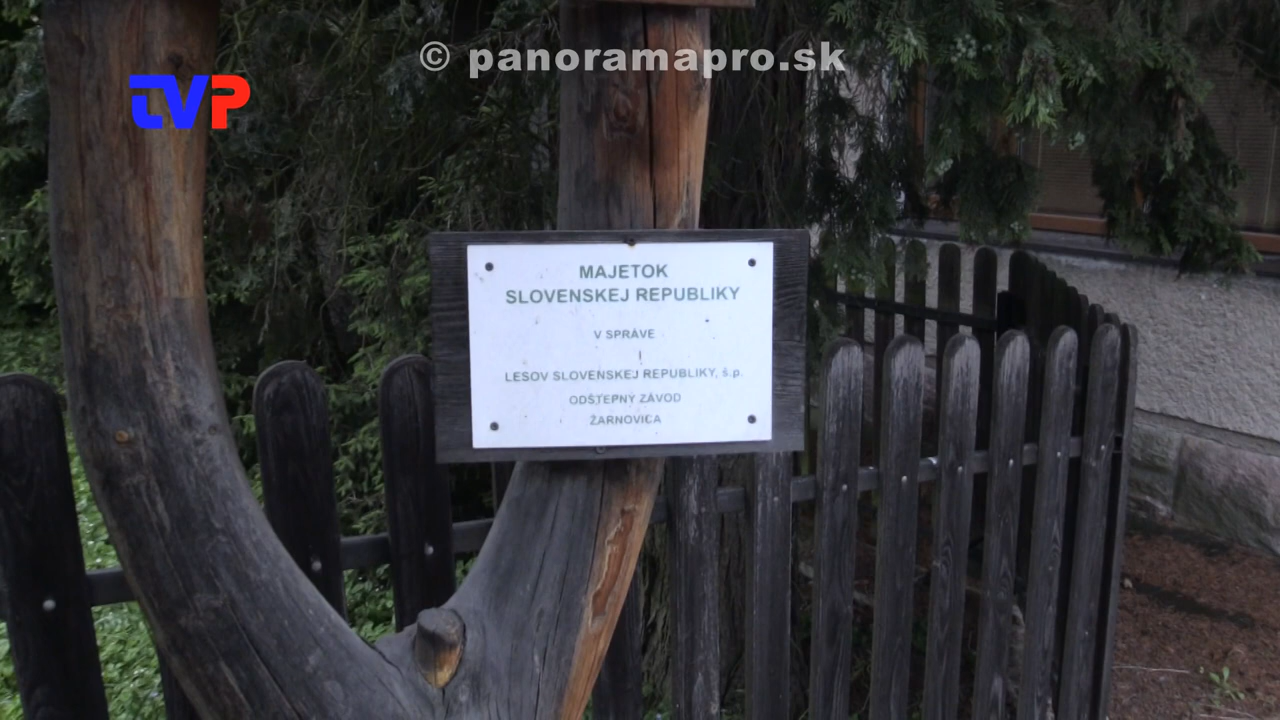 © panoramapro.sk
TVP
MAJETOK
SLOVENSKEJ REPUBLIKY
V SPRÁVE
LESOV SLOVENSKEJ REPUBLIKY, š.p.
ODŠTEPNÝ ZÁVOD
ŽARNOVICA